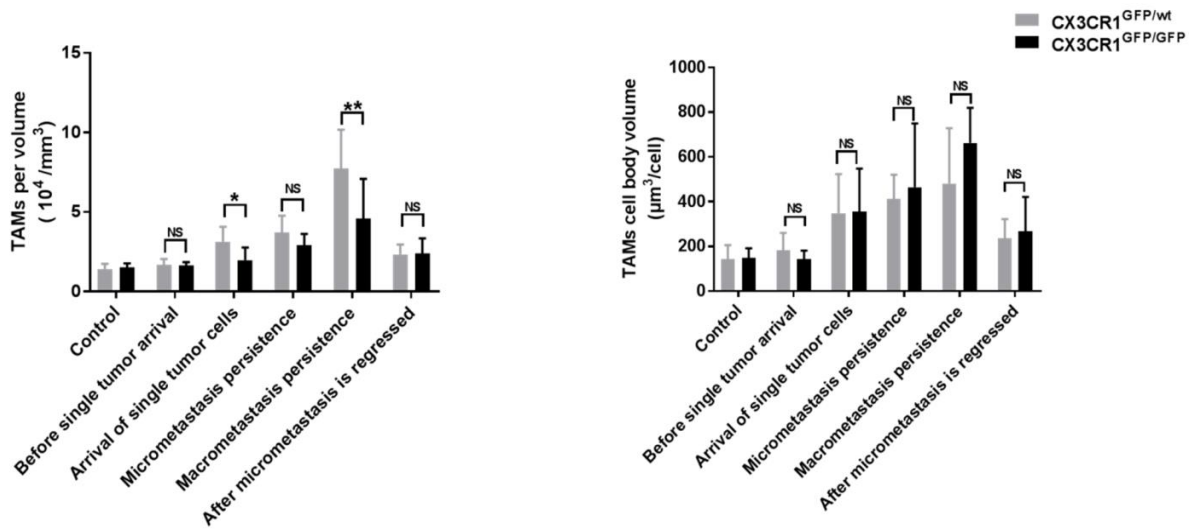 CX3CR1GFP/wt
CX3CR1GFP/GFP
TAMs per volume
( 10⁴ /mm³)
15
10
5
0
NS
*
NS
**
NS
Control
Before single tumor arrival
Arrival of single tumor cells
Micrometastasis persistence
Macrometastasis persistence
After micrometastasis is regressed
TAMs cell body volume
(µm³/cell)
1000
800
600
400
200
0
NS
NS
NS
NS
NS
Control
Before single tumor arrival
Arrival of single tumor cells
Micrometastasis persistence
Macrometastasis persistence
After micrometastasis is regressed